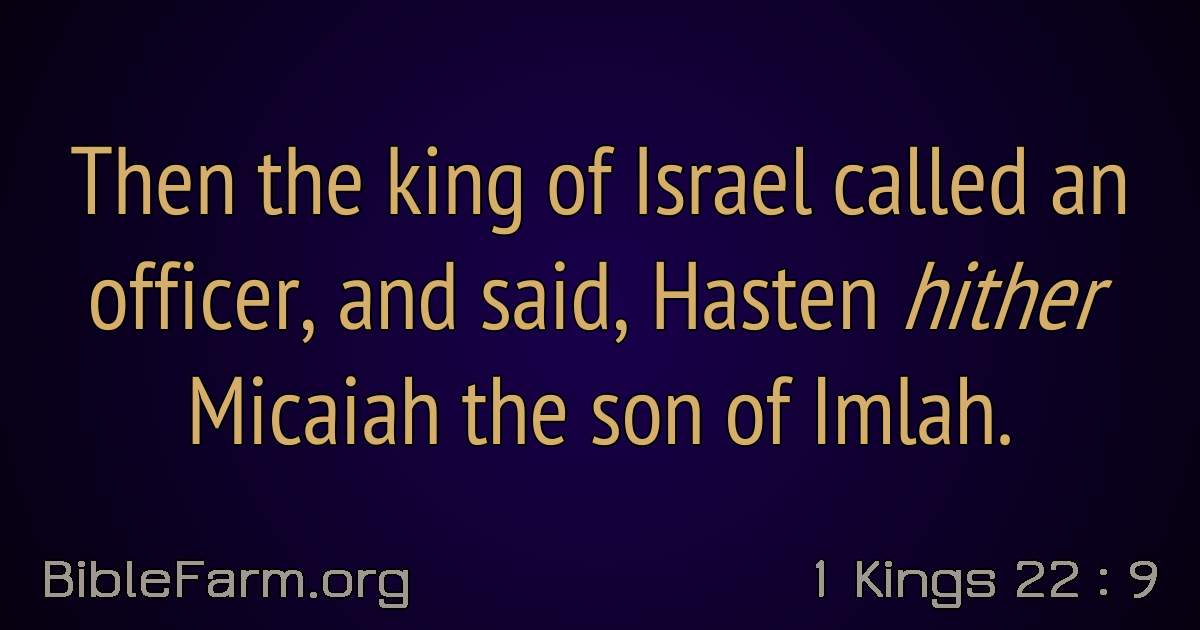 Then the king of Israel called an
officer, and said, Hasten hither
Micaiah the son of Imlah.
BibleFarm.org
1 Kings 22 : 9